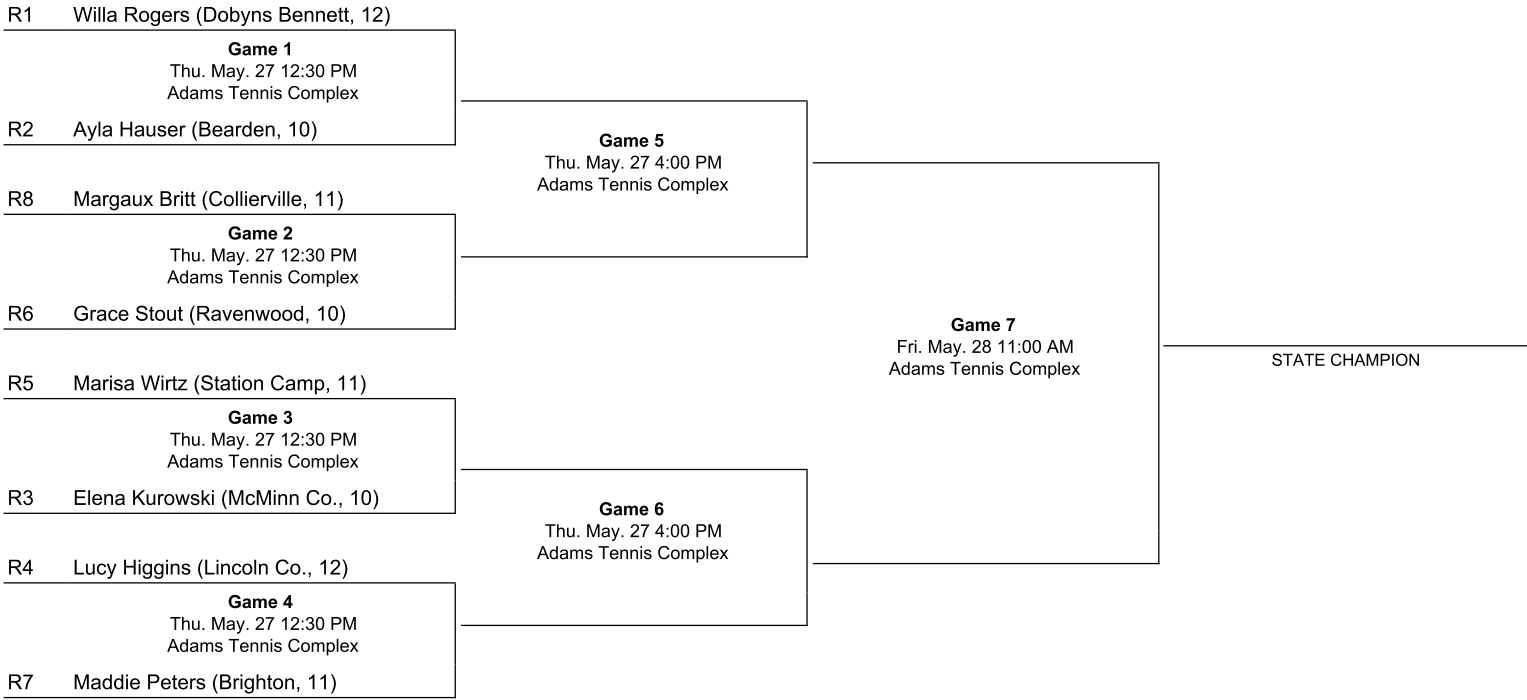 R1 Willa Rogers (Dobyns Bennett, 12)
Game 1
Thu. May. 27 12:30 PM
Adams Tennis Complex
R2 Ayla Hauser (Bearden, 10)
R8 Margaux Britt (Collierville, 11)
Game 2
Thu. May. 27 12:30 PM
Adams Tennis Complex
R6 Grace Stout (Ravenwood, 10)
R5 Marisa Wirtz (Station Camp, 11)
Game 3
Thu. May. 27 12:30 PM
Adams Tennis Complex
R3 Elena Kurowski (McMinn Co., 10)
R4 Lucy Higgins (Lincoln Co., 12)
Game 4
Thu. May. 27 12:30 PM
Adams Tennis Complex
R7 Maddie Peters (Brighton, 11)
Game 5
Thu. May. 27 4:00 PM
Adams Tennis Complex
Game 6
Thu. May. 27 4:00 PM
Adams Tennis Complex
Game 7
Fri. May. 28 11:00 AM
Adams Tennis Complex
STATE CHAMPION